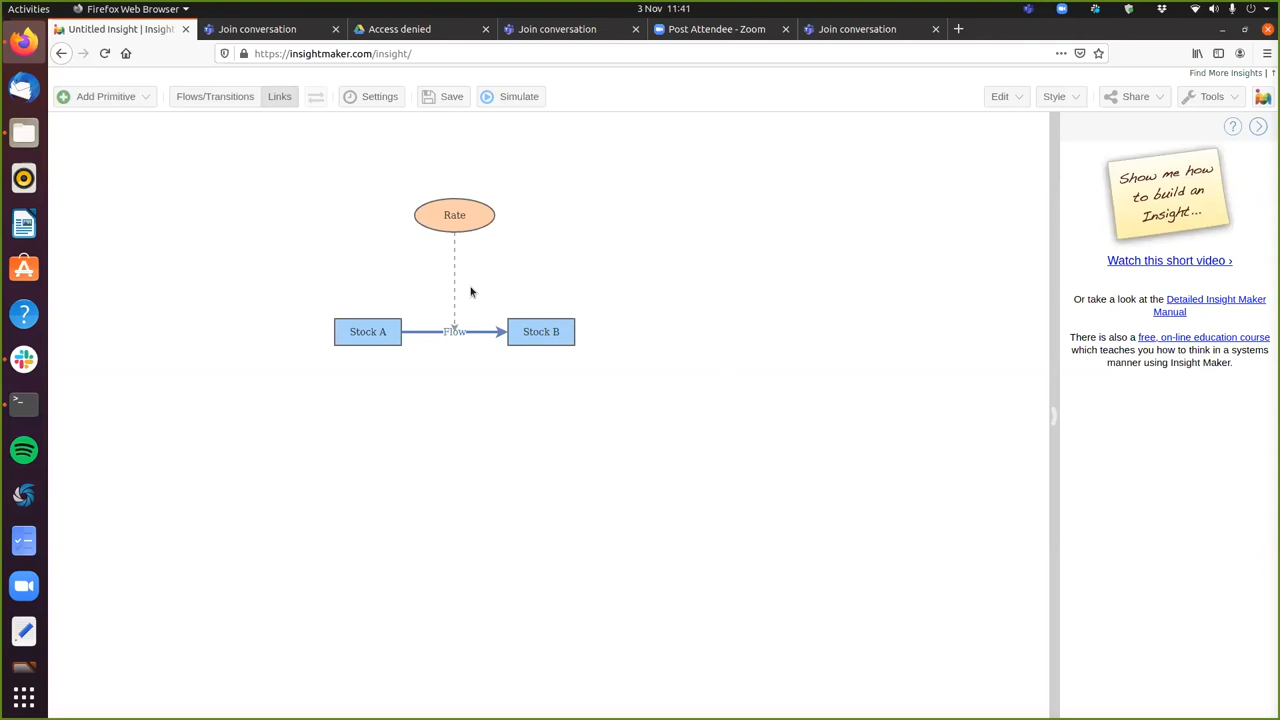 Activities
Firefox Web Browser
3 Nov 11:41
Untitled Insight | Insight
Join conversation
Access denied
Join conversation
Post Attendee - Zoom
Join conversation
https://insightmaker.com/insight/
Find More Insights | ↑
Add Primitive
Flows/Transitions
Links
Settings
Save
Simulate
Edit
Style
Share
Tools
Show me how
to build an
Insight...
Watch this short video ›
Or take a look at the Detailed Insight Maker
Manual
There is also a free, on-line education course
which teaches you how to think in a systems
manner using Insight Maker.
Rate
Stock A
Flow
Stock B